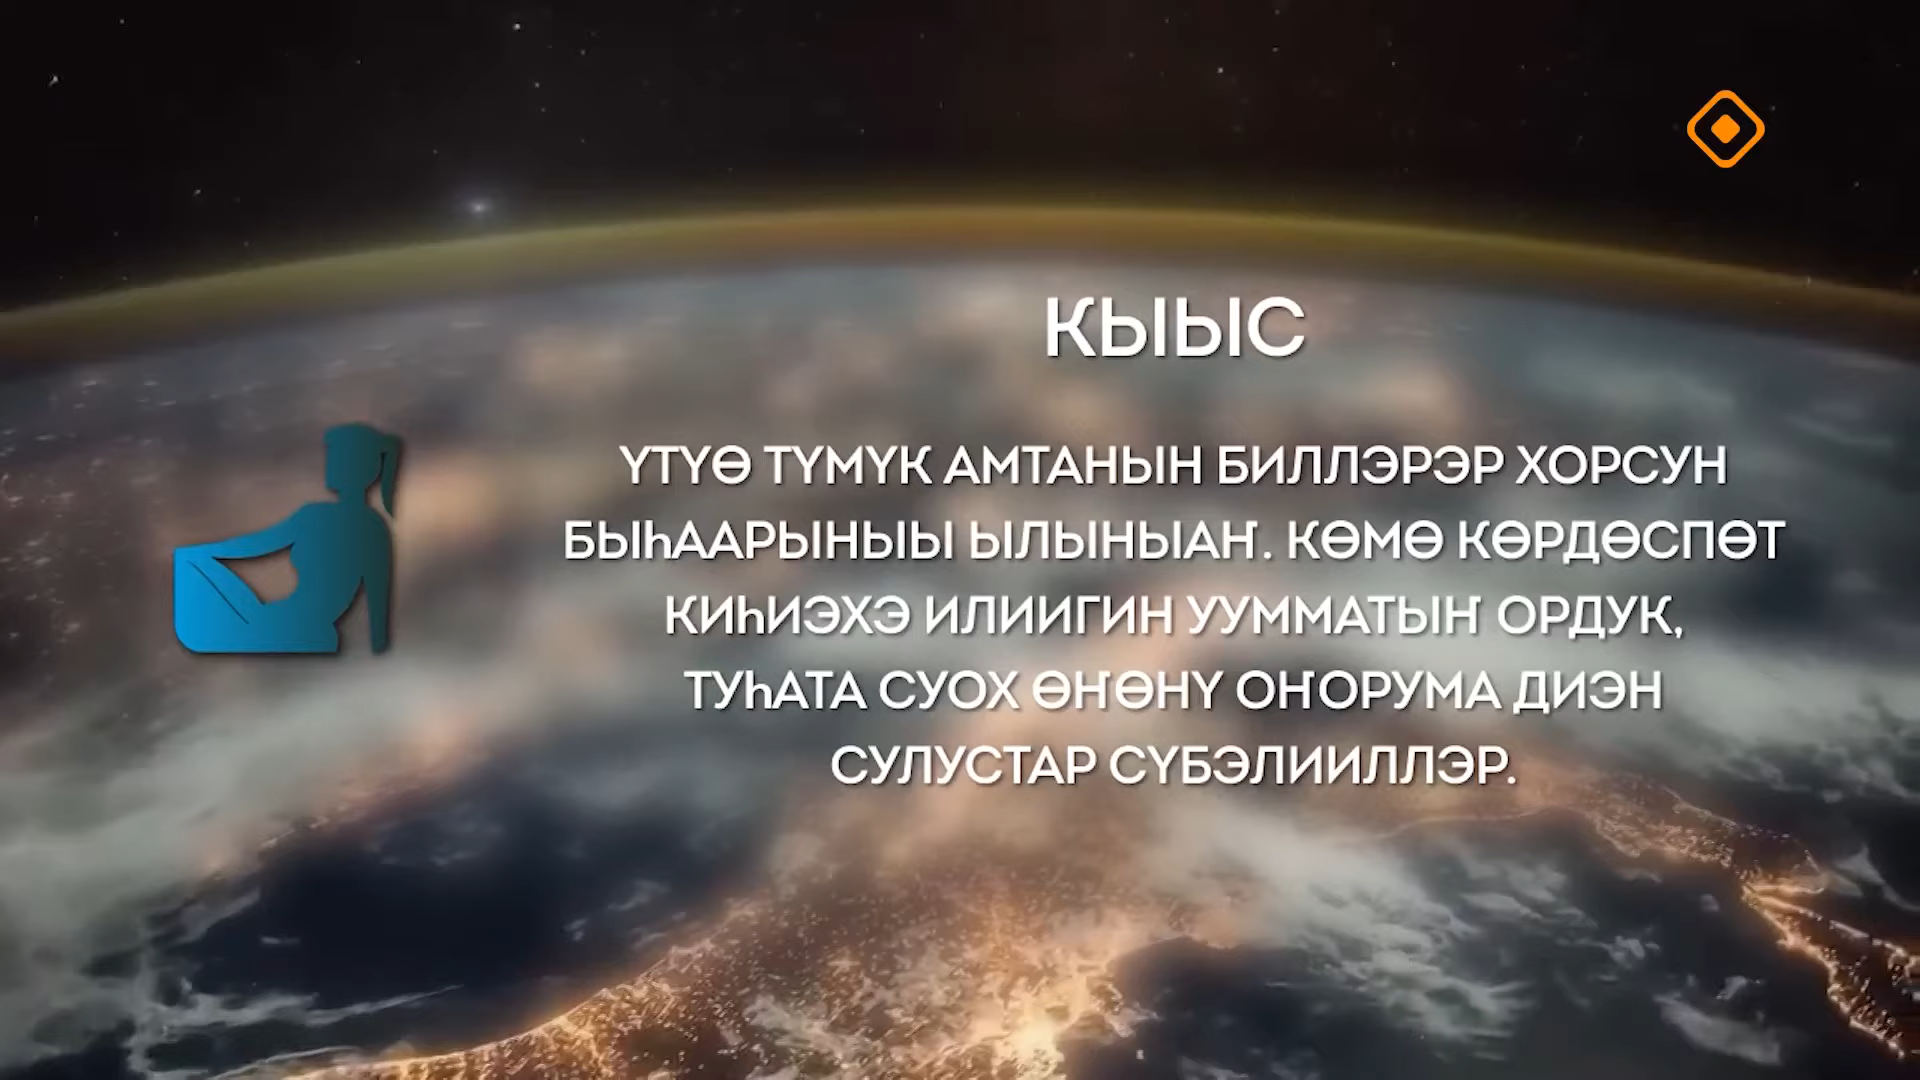 КЫЫС
ҮТҮӨ ТҮМҮК АМТАНЫН БИЛЛЭРЭР ХОРСУН
БЫҺААРЫНЫЫ ЫЛЫНЫАҤ. КӨМӨ КӨРДӨСПӨТ
КИҺИЭХЭ ИЛИИГИН УУММАТЫҤ ОРДУК,
ТУҺАТА СУОХ ӨҤӨНҮ ОҤОРУМА ДИЭН
СУЛУСТАР СҮБЭЛИИЛЛЭР.